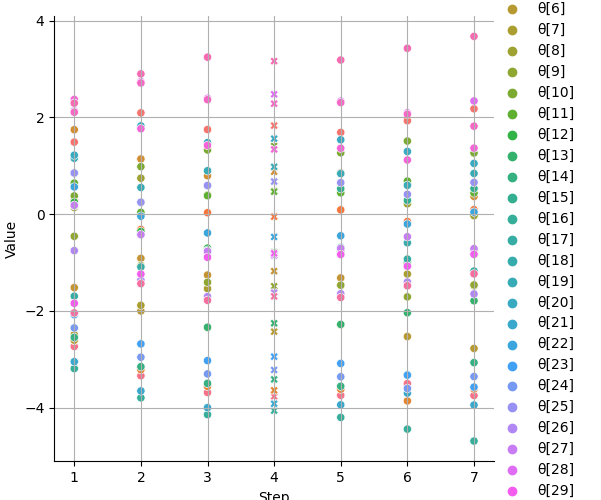 4
2
0
−2
−4
Value
1 2 3 4 5 6 7
Step
θ[6]
θ[7]
θ[8]
θ[9]
θ[10]
θ[11]
θ[12]
θ[13]
θ[14]
θ[15]
θ[16]
θ[17]
θ[18]
θ[19]
θ[20]
θ[21]
θ[22]
θ[23]
θ[24]
θ[25]
θ[26]
θ[27]
θ[28]
θ[29]